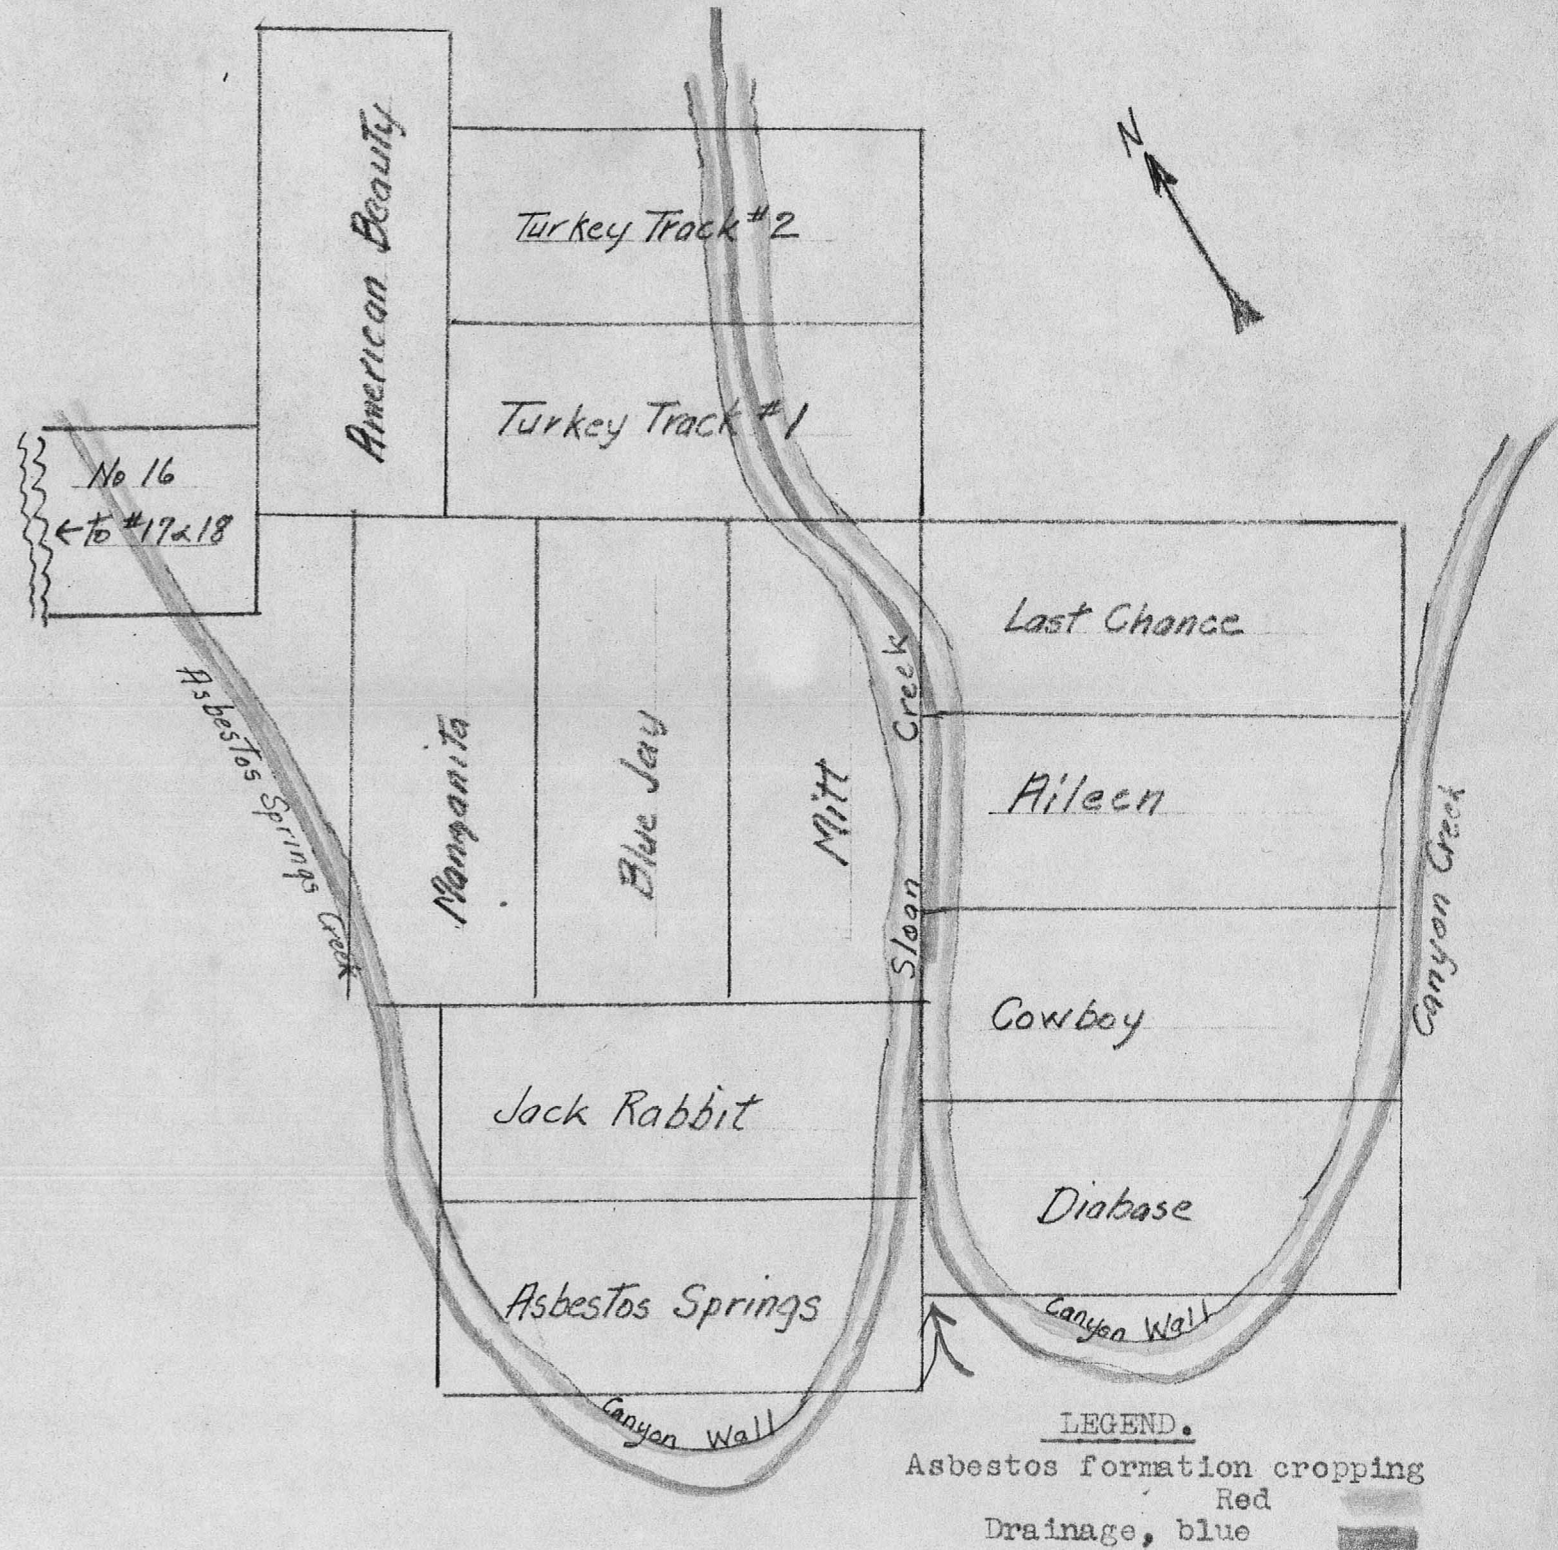 N
American Beauty
Turkey Track #2
Turkey Track #1
No 16
← to #17 & 18
Last Chance
Aileen
Cowboy
Diabase
Manganita
Blue Jay
Mitt
Sloan Creek
Asbestos Springs Creek
Canyon Creek
Jack Rabbit
Asbestos Springs
Canyon Wall
Canyon Wall
LEGEND.
Asbestos formation cropping
Red
Drainage, blue